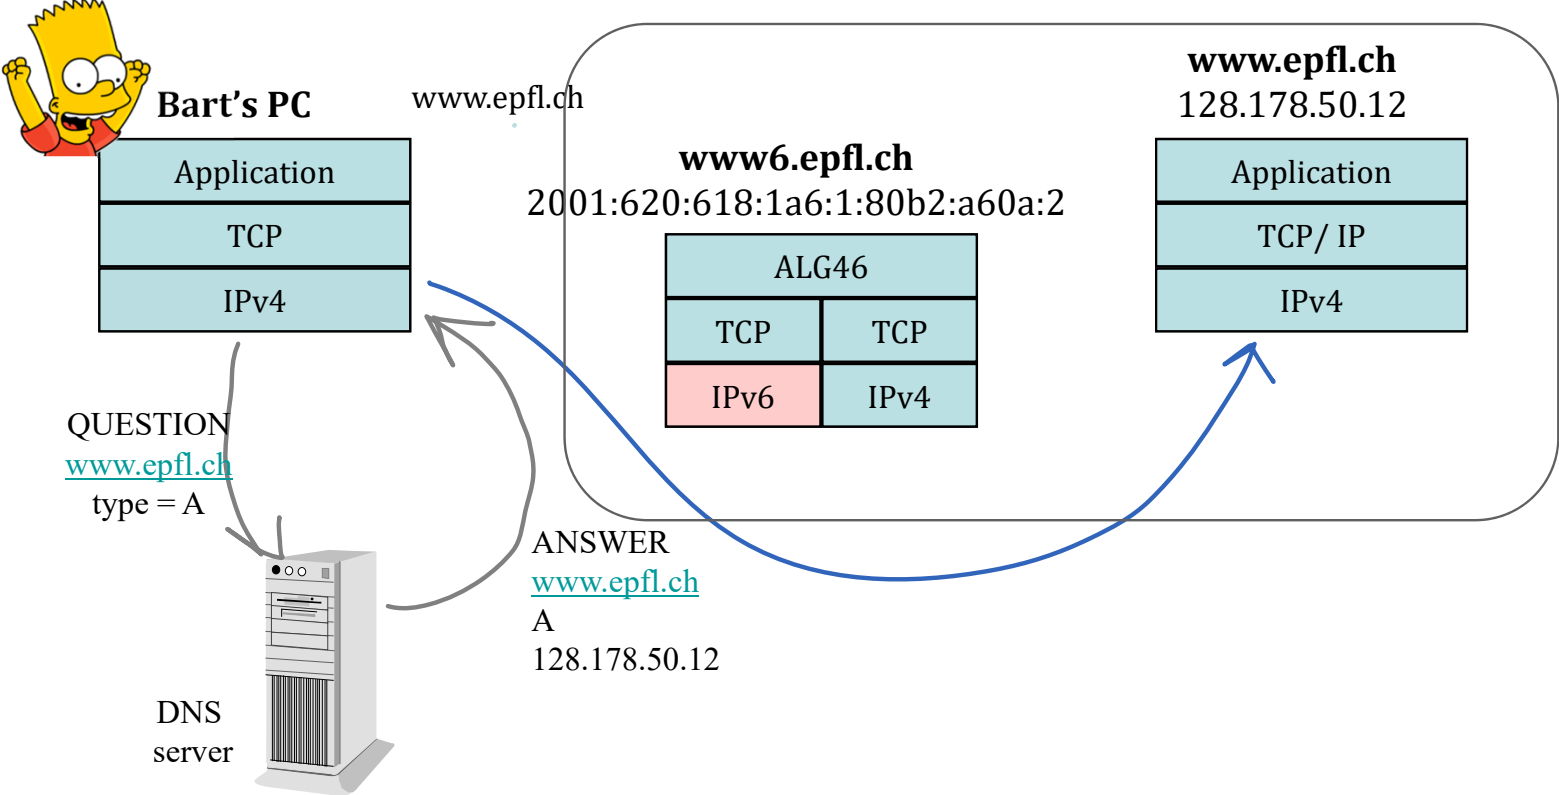 Bart's PC
Application
TCP
IPv4
www.epfl.ch
www6.epfl.ch
2001:620:618:1a6:1:80b2:a60a:2
ALG46
TCP TCP
IPv6 IPv4
www.epfl.ch
128.178.50.12
Application
TCP/ IP
IPv4
QUESTION
www.epfl.ch
type = A
ANSWER
www.epfl.ch
A
128.178.50.12
DNS
server